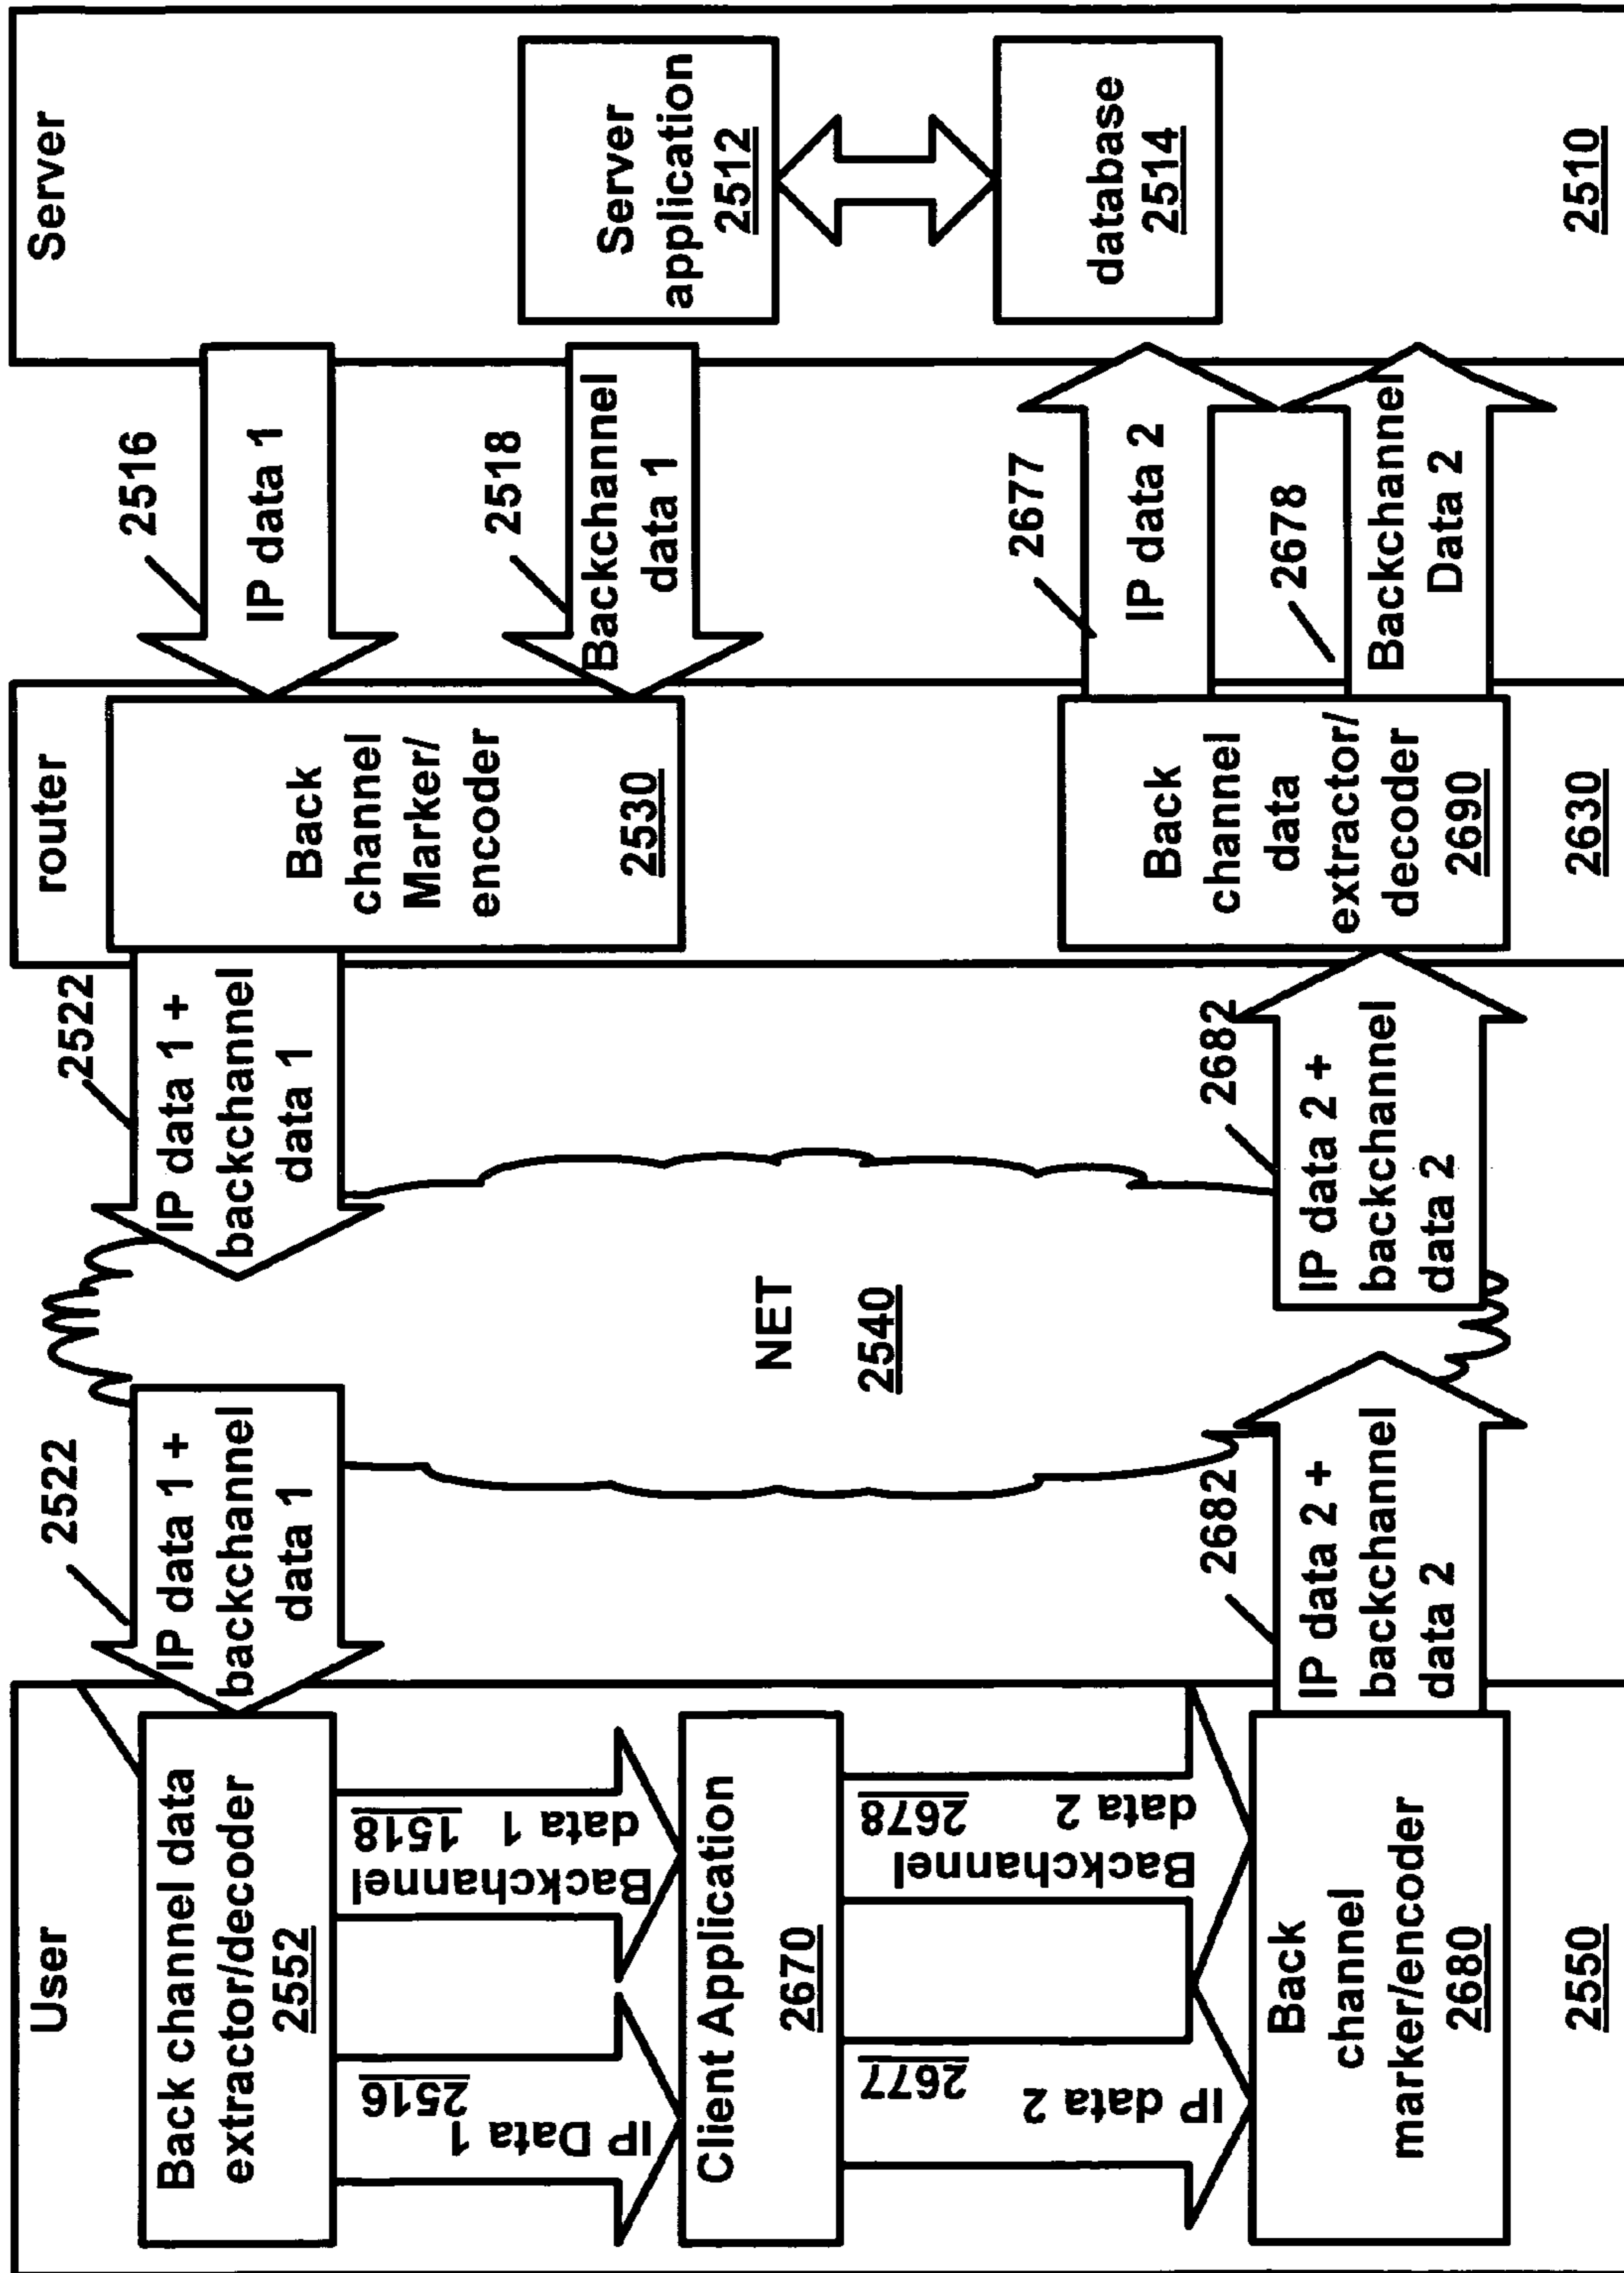 User
Back channel data
extractor/decoder
2552
IP Data 1
2516
Backchannel
data 1 1518
Client Application
2670
IP data 2
2677
Backchannel
data 2 2678
Back
channel
marker/encoder
2680
2550
2522
IP data 1 +
backchannel
data 1
2682
IP data 2 +
backchannel
data 2
NET
2540
2522
IP data 1 +
backchannel
data 1
2682
IP data 2 +
backchannel
data 2
router
Back
channel
Marker/
encoder
2530
Back
channel
data
extractor/
decoder
2690
2630
2516
IP data 1
2518
Backchannel
data 1
2677
IP data 2
2678
Backchannel
Data 2
Server
Server
application
2512
database
2514
2510